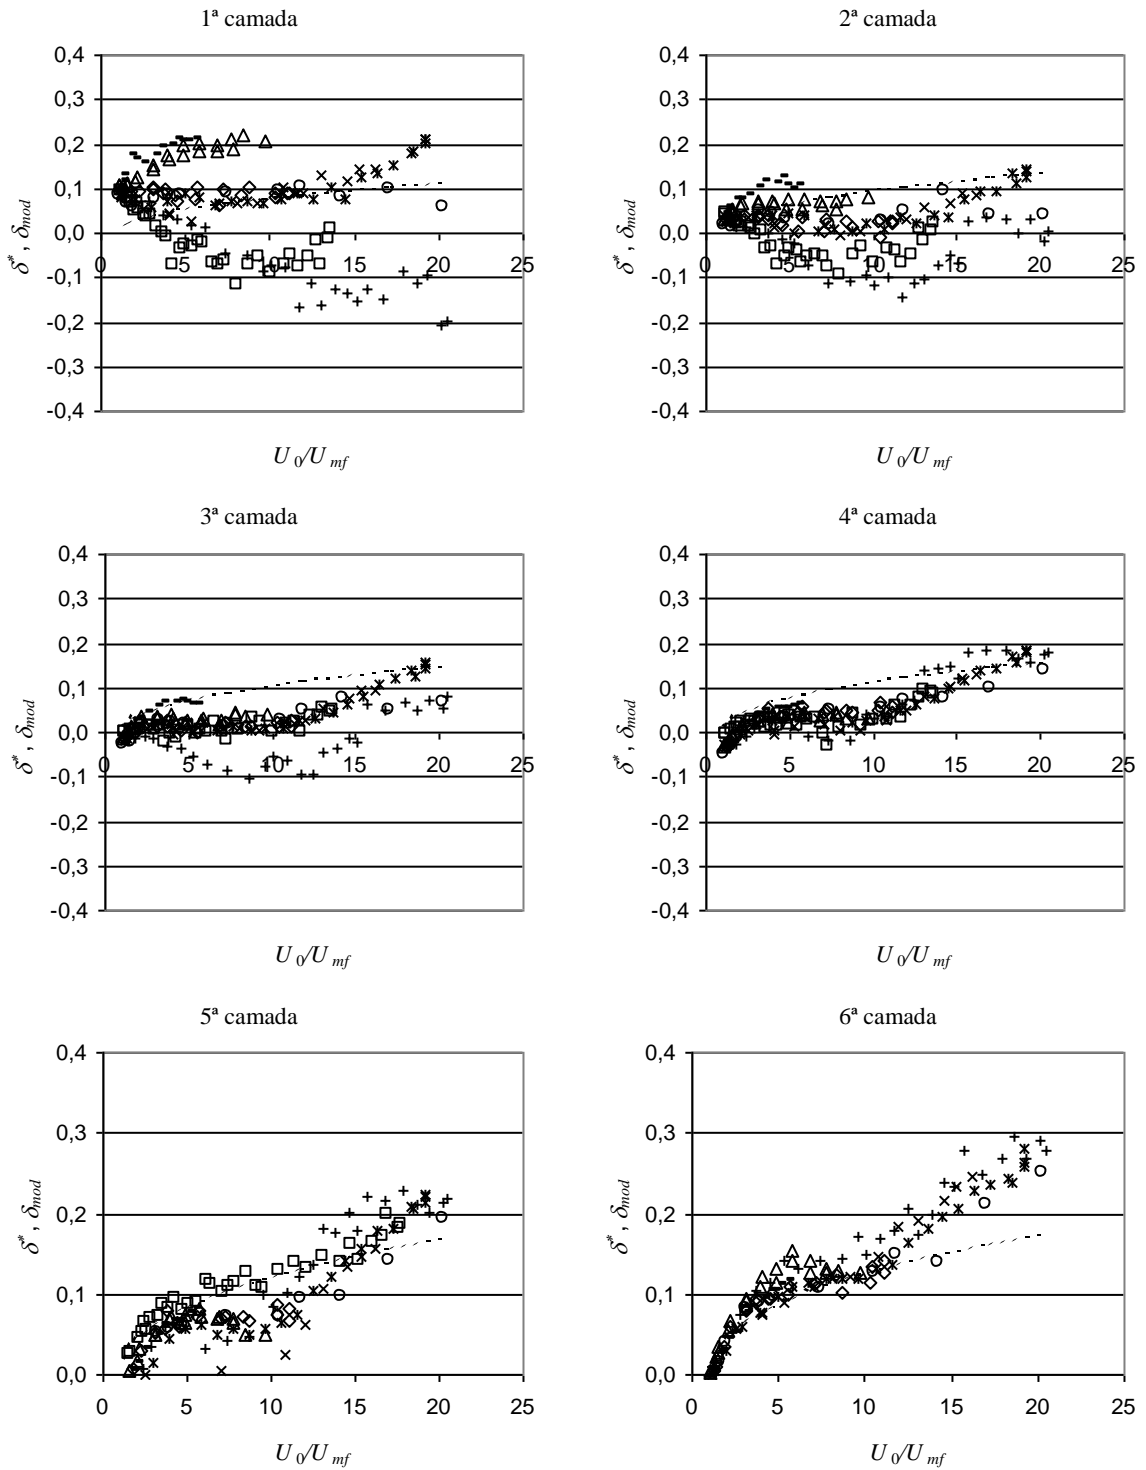 1ª camada
0,4
0,3
0,2
0,1
0,0
-0,1
-0,2
-0,3
-0,4
0 5 10 15 20 25
δ*, δmod
U0/Umf
2ª camada
0,4
0,3
0,2
0,1
0,0
-0,1
-0,2
-0,3
-0,4
0 5 10 15 20 25
δ*, δmod
U0/Umf
3ª camada
0,4
0,3
0,2
0,1
0,0
-0,1
-0,2
-0,3
-0,4
0 5 10 15 20 25
δ*, δmod
U0/Umf
4ª camada
0,4
0,3
0,2
0,1
0,0
-0,1
-0,2
-0,3
-0,4
0 5 10 15 20 25
δ*, δmod
U0/Umf
5ª camada
0,4
0,3
0,2
0,1
0,0
0 5 10 15 20 25
δ*, δmod
U0/Umf
6ª camada
0,4
0,3
0,2
0,1
0,0
0 5 10 15 20 25
δ*, δmod
U0/Umf